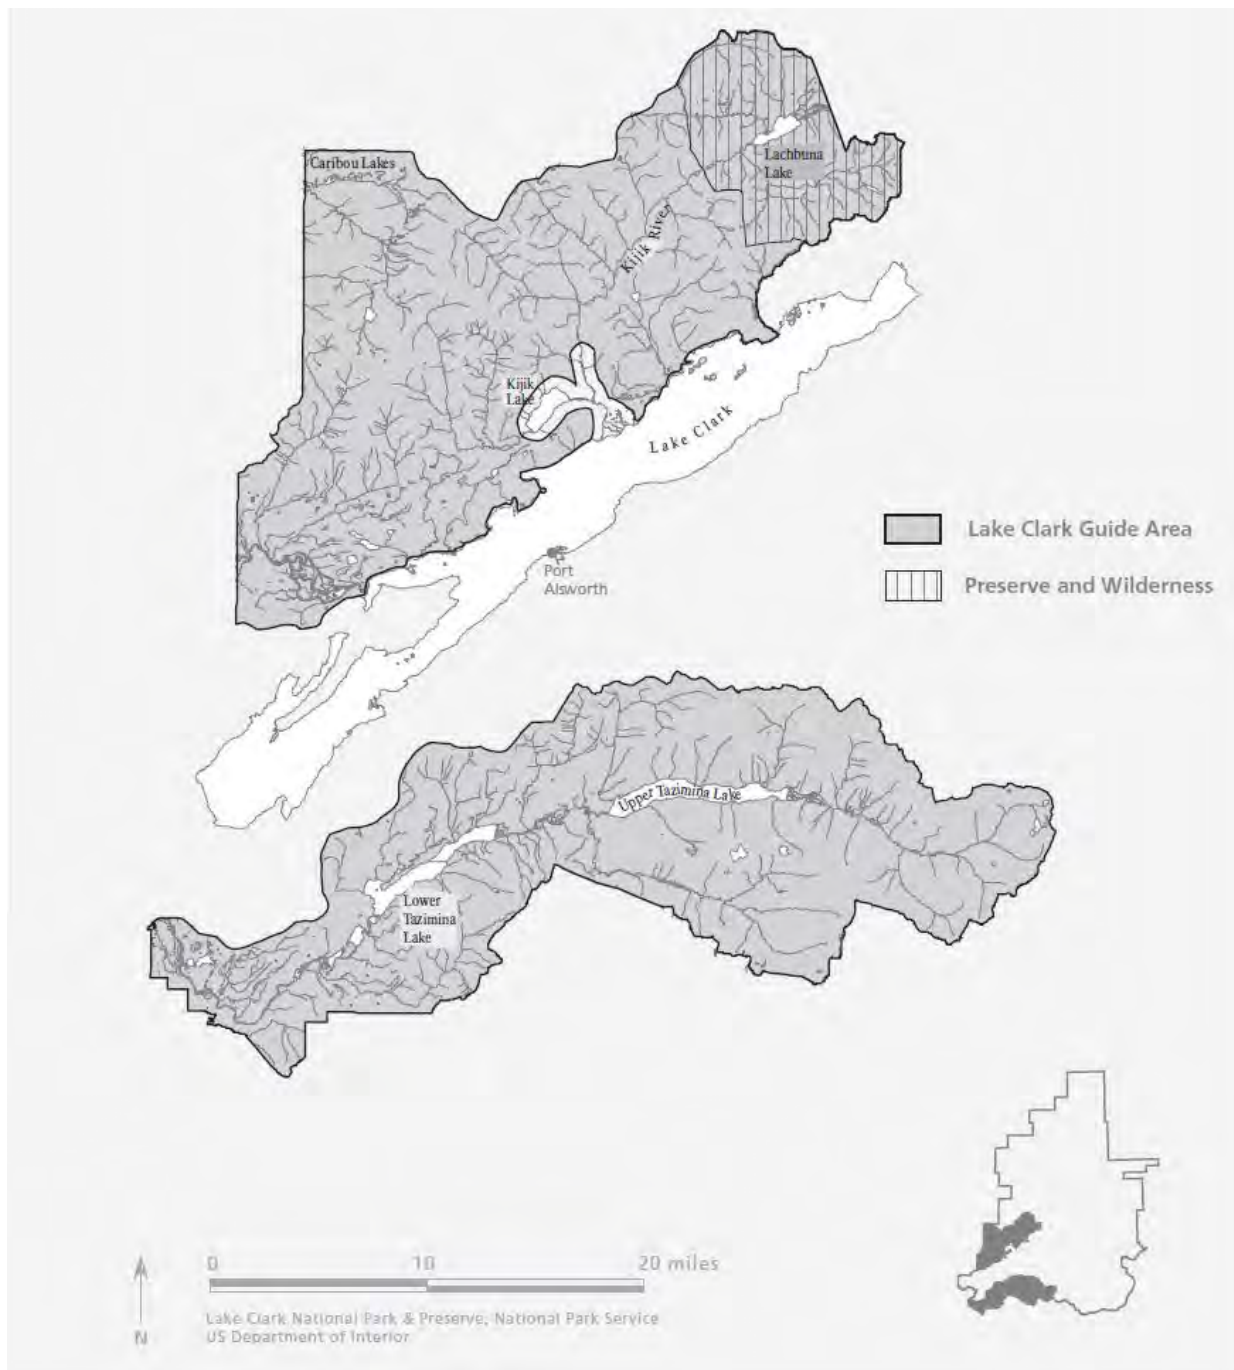 Caribou Lakes
Lachbuna
Lake
Kijik River
Kijik
Lake
Lake Clark
Lake Clark Guide Area
Preserve and Wilderness
Port
Alsworth
Upper Tazimina Lake
Lower
Tazimina
Lake
0 10 20 miles
N
Lake Clark National Park & Preserve, National Park Service
US Department of Interior